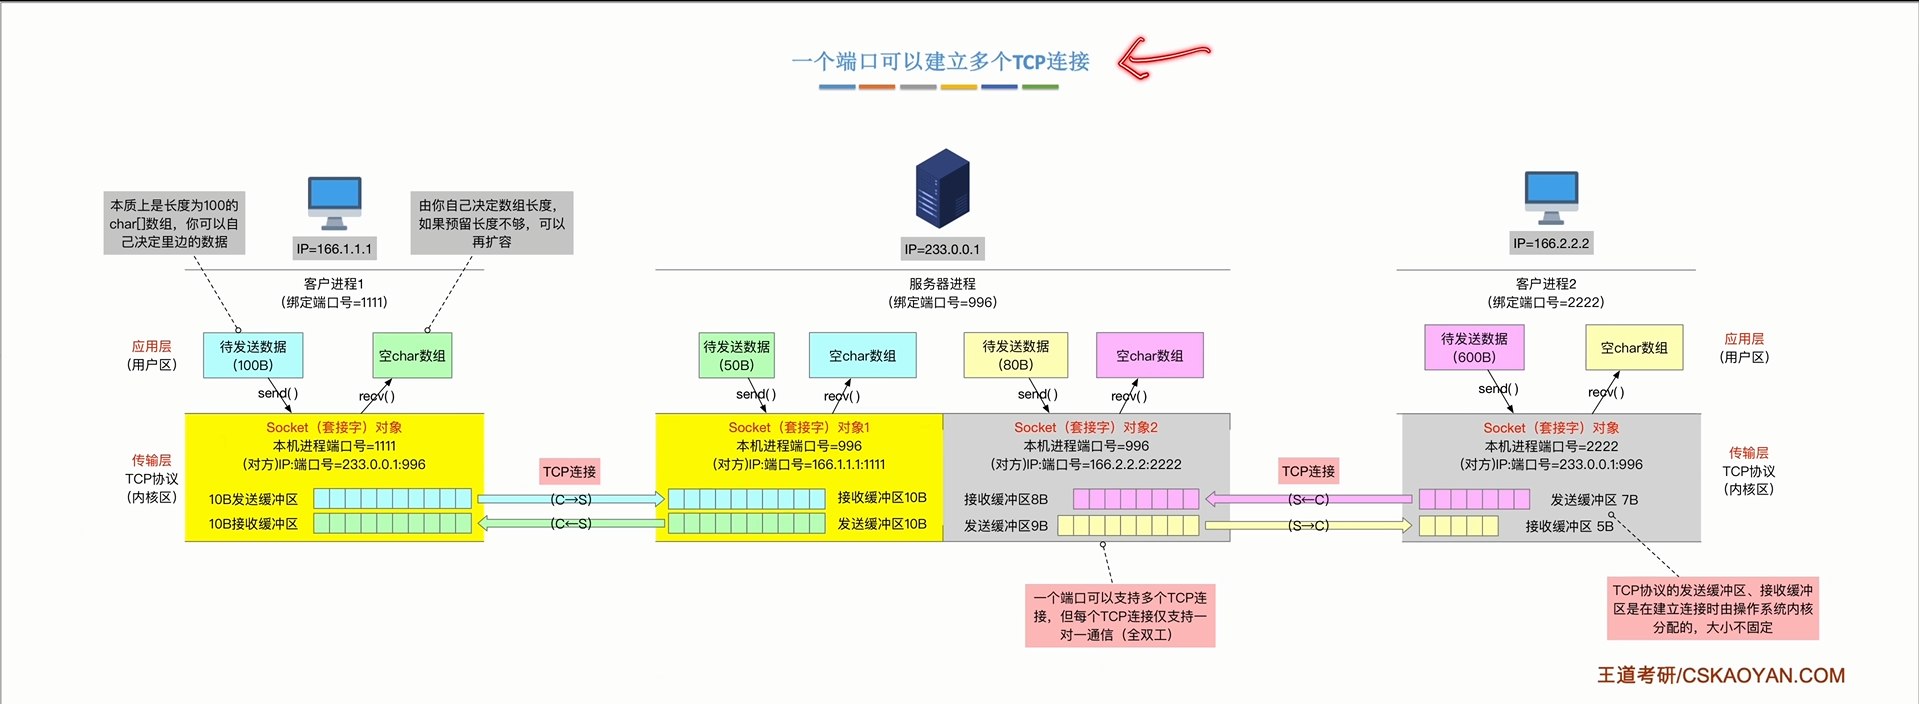 一个端口可以建立多个TCP连接
本质上是长度为100的
char[]数组，你可以自
己决定里边的数据
IP=166.1.1.1
由你自己决定数组长度，
如果预留长度不够，可以
再扩容
IP=233.0.0.1
IP=166.2.2.2
客户进程1
(绑定端口号=1111)
服务器进程
(绑定端口号=996)
客户进程2
(绑定端口号=2222)
应用层
(用户区)
待发送数据
(100B)
空char数组
待发送数据
(50B)
空char数组
待发送数据
(80B)
空char数组
待发送数据
(600B)
空char数组
应用层
(用户区)
send()
recv()
send()
recv()
send()
recv()
send()
recv()
传输层
TCP协议
(内核区)
Socket（套接字）对象
本机进程端口号=1111
(对方)IP:端口号=233.0.0.1:996
10B发送缓冲区
10B接收缓冲区
TCP连接
(C→S)
(C←S)
Socket（套接字）对象1
本机进程端口号=996
(对方)IP:端口号=166.1.1.1:1111
接收缓冲区10B
发送缓冲区10B
Socket（套接字）对象2
本机进程端口号=996
(对方)IP:端口号=166.2.2.2:2222
接收缓冲区8B
发送缓冲区9B
TCP连接
(S←C)
(S→C)
Socket（套接字）对象
本机进程端口号=2222
(对方)IP:端口号=233.0.0.1:996
发送缓冲区 7B
接收缓冲区 5B
传输层
TCP协议
(内核区)
一个端口可以支持多个TCP连
接，但每个TCP连接仅支持一
对一通信（全双工）
TCP协议的发送缓冲区、接收缓冲
区是在建立连接时由操作系统内核
分配的，大小不固定
王道考研/CSKAOYAN.COM